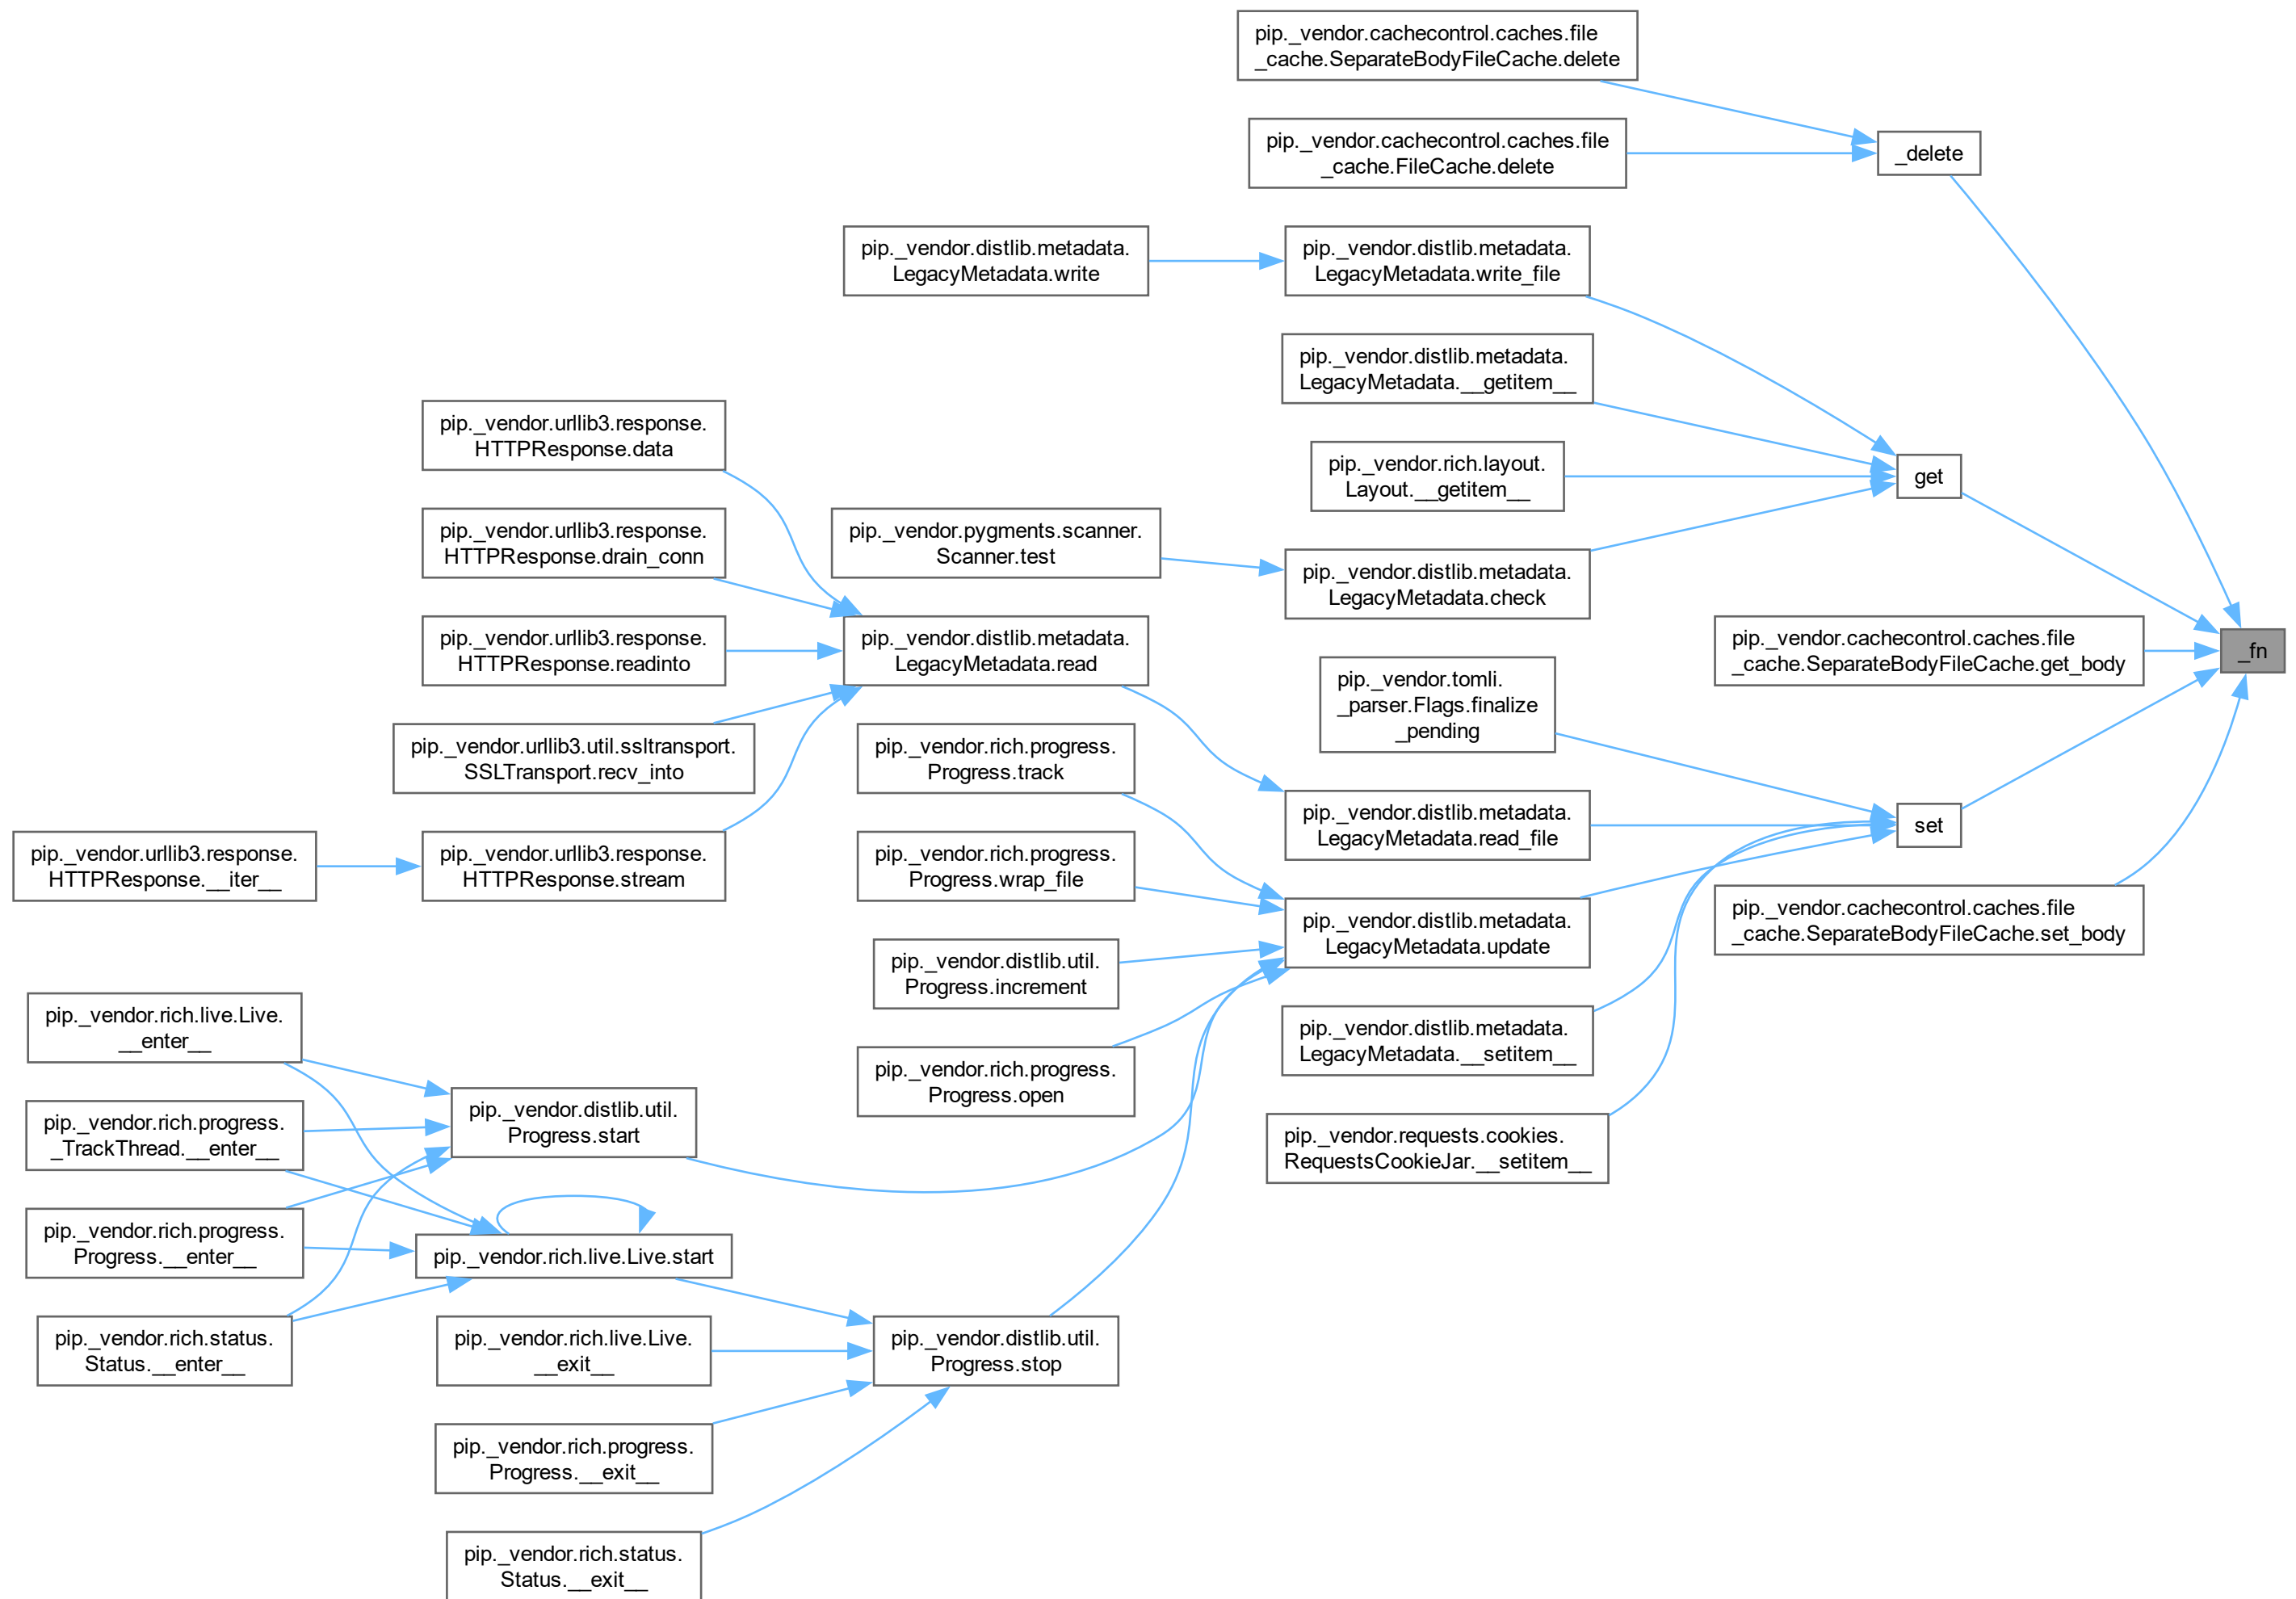 pip._vendor.cachecontrol.caches.file
_cache.SeparateBodyFileCache.delete
pip._vendor.cachecontrol.caches.file
_cache.FileCache.delete
_delete
pip._vendor.distlib.metadata.
LegacyMetadata.write
pip._vendor.distlib.metadata.
LegacyMetadata.write_file
pip._vendor.distlib.metadata.
LegacyMetadata.__getitem__
pip._vendor.urllib3.response.
HTTPResponse.data
pip._vendor.rich.layout.
Layout.__getitem__
get
pip._vendor.urllib3.response.
HTTPResponse.drain_conn
pip._vendor.pygments.scanner.
Scanner.test
pip._vendor.distlib.metadata.
LegacyMetadata.check
pip._vendor.urllib3.response.
HTTPResponse.readinto
pip._vendor.distlib.metadata.
LegacyMetadata.read
pip._vendor.cachecontrol.caches.file
_cache.SeparateBodyFileCache.get_body
_fn
pip._vendor.tomli.
_parser.Flags.finalize
_pending
pip._vendor.urllib3.util.ssltransport.
SSLTransport.recv_into
pip._vendor.rich.progress.
Progress.track
pip._vendor.distlib.metadata.
LegacyMetadata.read_file
set
pip._vendor.urllib3.response.
HTTPResponse.__iter__
pip._vendor.urllib3.response.
HTTPResponse.stream
pip._vendor.rich.progress.
Progress.wrap_file
pip._vendor.distlib.metadata.
LegacyMetadata.update
pip._vendor.cachecontrol.caches.file
_cache.SeparateBodyFileCache.set_body
pip._vendor.distlib.util.
Progress.increment
pip._vendor.rich.live.Live.
__enter__
pip._vendor.distlib.metadata.
LegacyMetadata.__setitem__
pip._vendor.rich.progress.
Progress.open
pip._vendor.rich.progress.
_TrackThread.__enter__
pip._vendor.distlib.util.
Progress.start
pip._vendor.requests.cookies.
RequestsCookieJar.__setitem__
pip._vendor.rich.progress.
Progress.__enter__
pip._vendor.rich.live.Live.start
pip._vendor.rich.status.
Status.__enter__
pip._vendor.rich.live.Live.
__exit__
pip._vendor.distlib.util.
Progress.stop
pip._vendor.rich.progress.
Progress.__exit__
pip._vendor.rich.status.
Status.__exit__